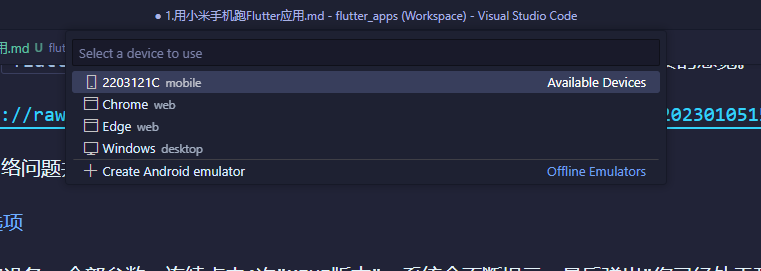 ● 1.用小米手机跑Flutter应用.md - flutter_apps (Workspace) - Visual Studio Code
用.md U flut
Select a device to use
2203121C mobile Available Devices
Chrome web
://raw 2023010515
Edge web
Windows desktop
络问题
Create Android emulator Offline Emulators
选项